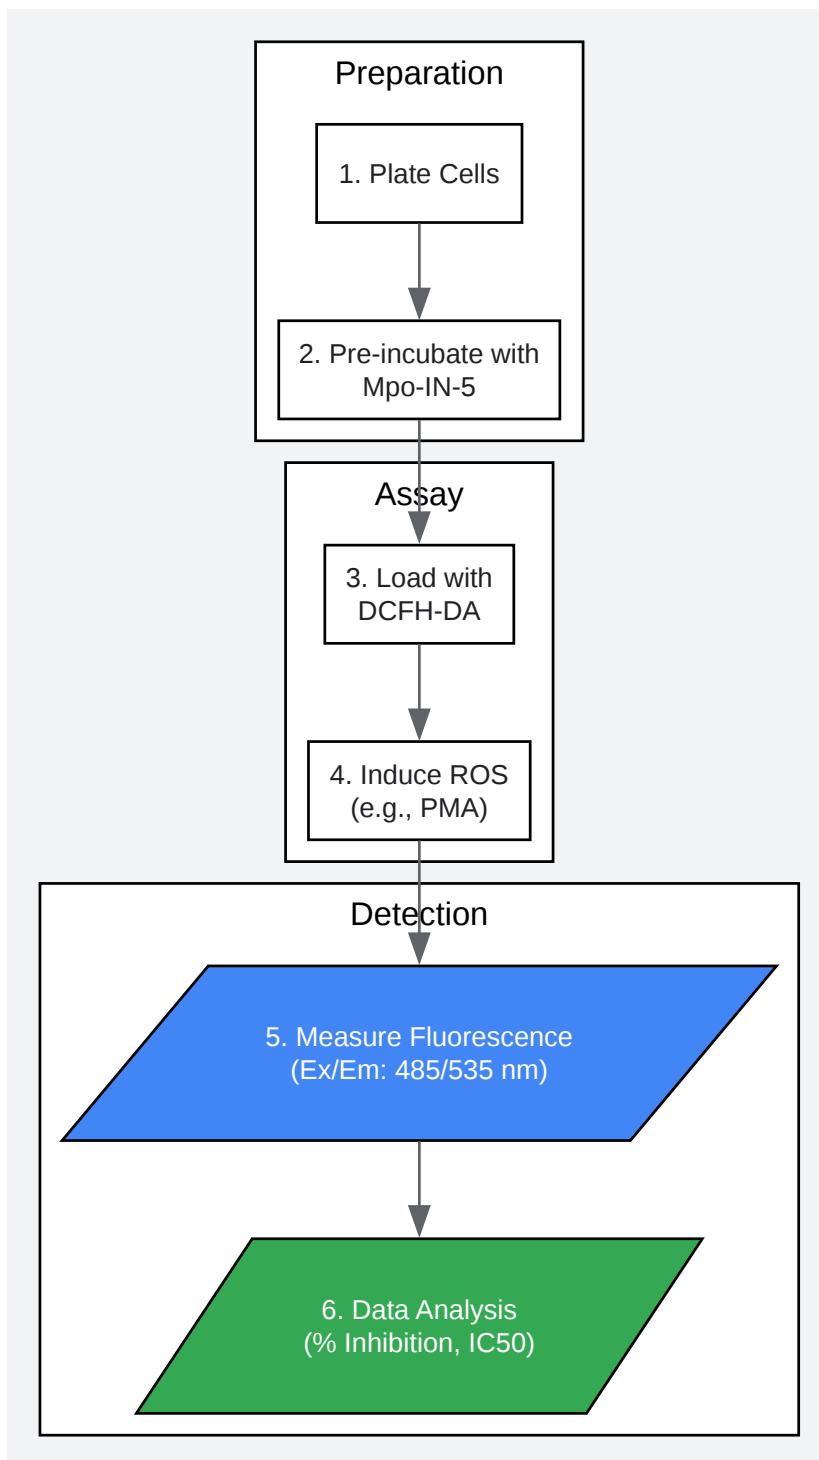 Preparation
1. Plate Cells
2. Pre-incubate with
Mpo-IN-5
Assay
3. Load with
DCFH-DA
4. Induce ROS
(e.g., PMA)
Detection
5. Measure Fluorescence
(Ex/Em: 485/535 nm)
6. Data Analysis
(% Inhibition, IC50)